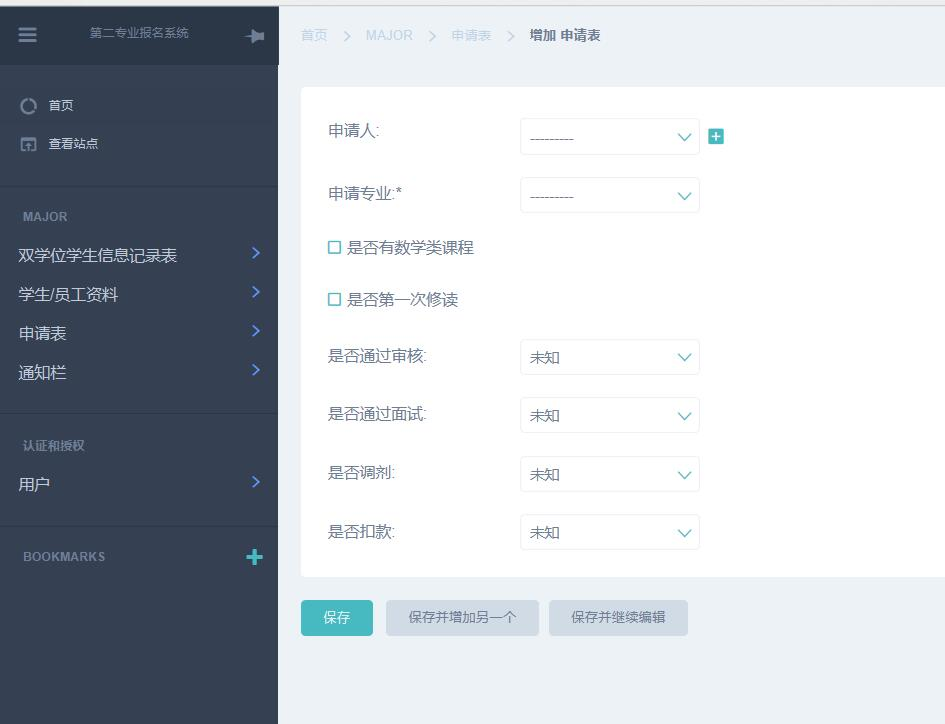 第二专业报名系统
首页
查看站点
MAJOR
双学位学生信息记录表
学生/员工资料
申请表
通知栏
认证和授权
用户
BOOKMARKS
首页 MAJOR 申请表 增加 申请表
申请人: ---------
申请专业:* ---------
是否有数学类课程
是否第一次修读
是否通过审核: 未知
是否通过面试: 未知
是否调剂: 未知
是否扣款: 未知
保存 保存并增加另一个 保存并继续编辑